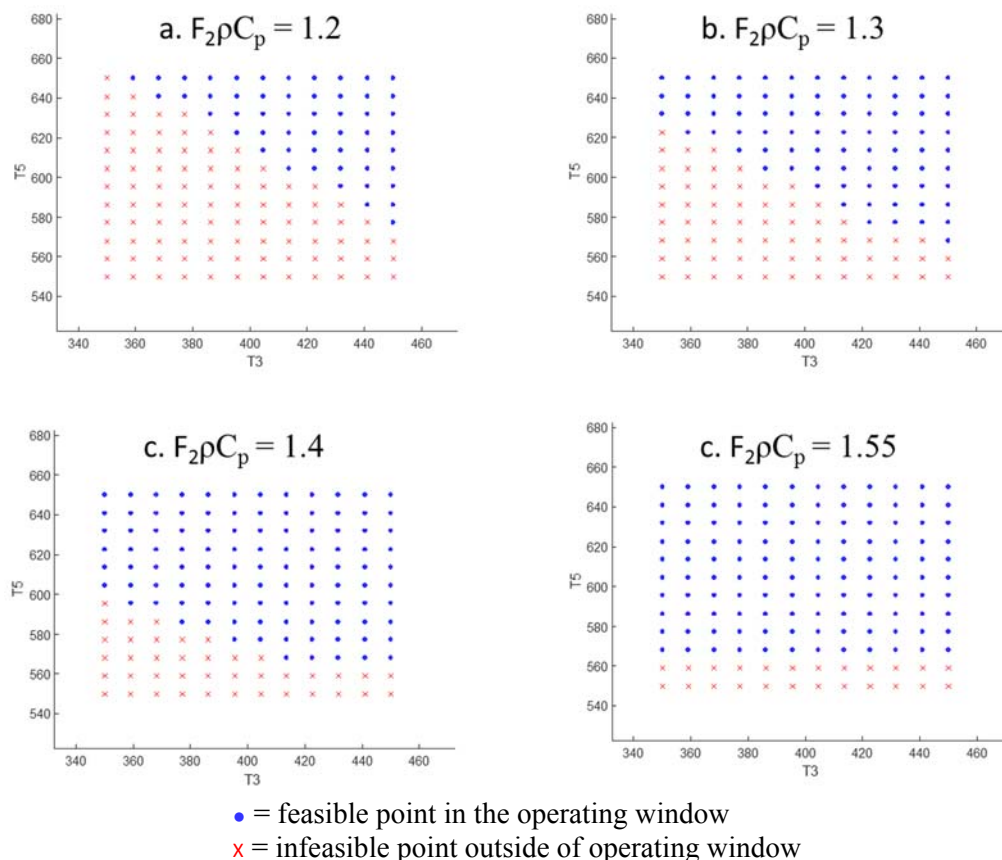 a. F₂ρCₚ = 1.2
680
660
640
620
600
580
560
540
T5
340 360 380 400 420 440 460
T3
b. F₂ρCₚ = 1.3
680
660
640
620
600
580
560
540
T5
340 360 380 400 420 440 460
T3
c. F₂ρCₚ = 1.4
680
660
640
620
600
580
560
540
T5
340 360 380 400 420 440 460
T3
c. F₂ρCₚ = 1.55
680
660
640
620
600
580
560
540
T5
340 360 380 400 420 440 460
T3
• = feasible point in the operating window
x = infeasible point outside of operating window